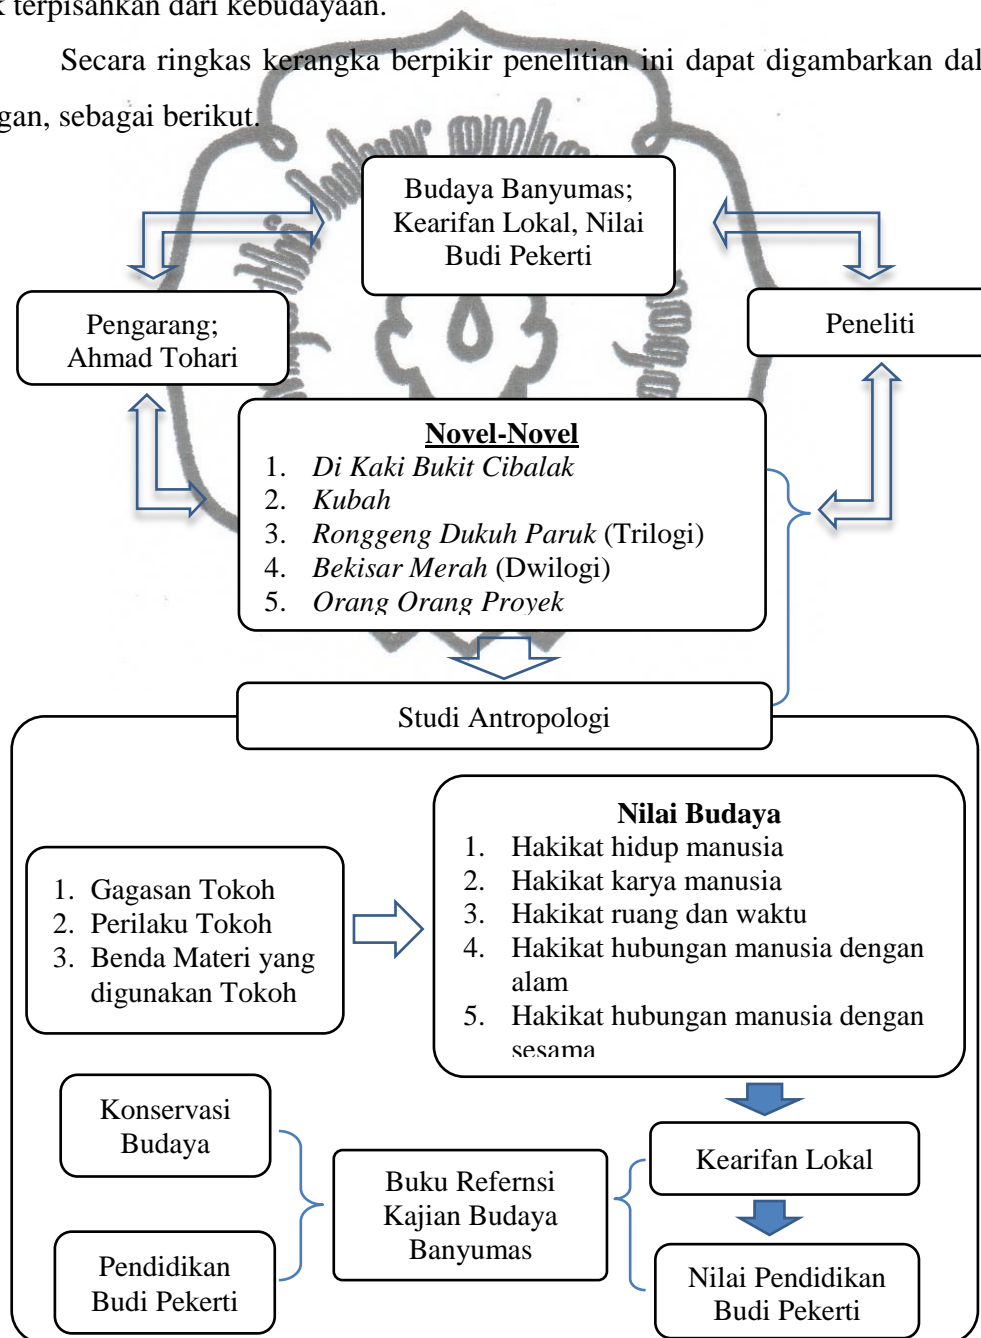 terpisahkan dari kebudayaan.
Secara ringkas kerangka berpikir penelitian ini dapat digambarkan
sebagai berikut.
Budaya Banyumas;
Kearifan Lokal, Nilai
Budi Pekerti
Pengarang;
Ahmad Tohari
Peneliti
Novel-Novel
1. Di Kaki Bukit Cibalak
2. Kubah
3. Ronggeng Dukuh Paruk (Trilogi)
4. Bekisar Merah (Dwilogi)
5. Orang Orang Proyek
Studi Antropologi
1. Gagasan Tokoh
2. Perilaku Tokoh
3. Benda Materi yang
digunakan Tokoh
Nilai Budaya
1. Hakikat hidup manusia
2. Hakikat karya manusia
3. Hakikat ruang dan waktu
4. Hakikat hubungan manusia dengan
alam
5. Hakikat hubungan manusia dengan
sesama
Konservasi
Budaya
Buku Refernsi
Kajian Budaya
Banyumas
Kearifan Lokal
Pendidikan
Budi Pekerti
Nilai Pendidikan
Budi Pekerti